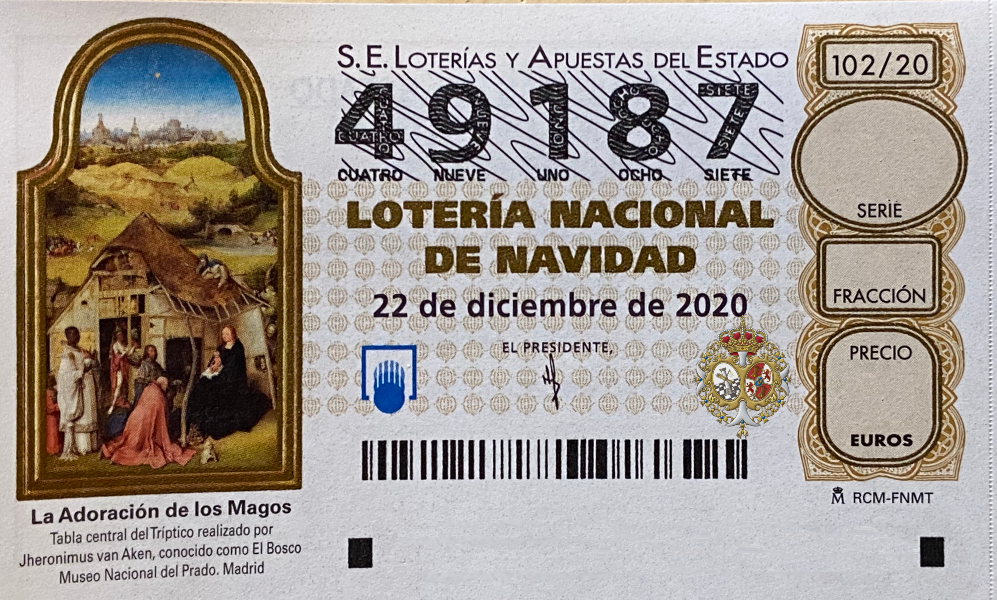 S.E. LOTERÍAS Y APUESTAS DEL ESTADO
49187
CUATRO NUEVE UNO OCHO SIETE
LOTERÍA NACIONAL
DE NAVIDAD
22 de diciembre de 2020
EL PRESIDENTE,
102/20
SERIE
FRACCIÓN
PRECIO
EUROS
RCM-FNMT
La Adoración de los Magos
Tabla central del Tríptico realizado por
Jheronimus van Aken, conocido como El Bosco
Museo Nacional del Prado. Madrid